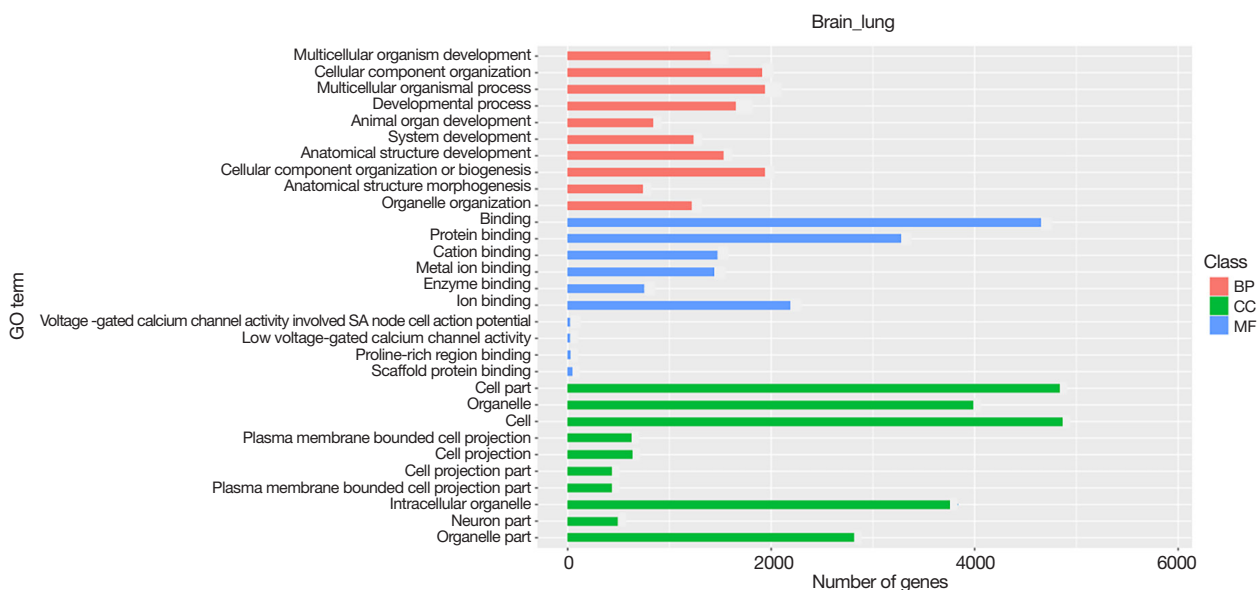 Brain_lung
GO term
Multicellular organism development
Cellular component organization
Multicellular organismal process
Developmental process
Animal organ development
System development
Anatomical structure development
Cellular component organization or biogenesis
Anatomical structure morphogenesis
Organelle organization
Binding
Protein binding
Cation binding
Metal ion binding
Enzyme binding
Ion binding
Voltage -gated calcium channel activity involved SA node cell action potential
Low voltage-gated calcium channel activity
Proline-rich region binding
Scaffold protein binding
Cell part
Organelle
Cell
Plasma membrane bounded cell projection
Cell projection
Cell projection part
Plasma membrane bounded cell projection part
Intracellular organelle
Neuron part
Organelle part
0 2000 4000 6000
Number of genes
Class
BP
CC
MF